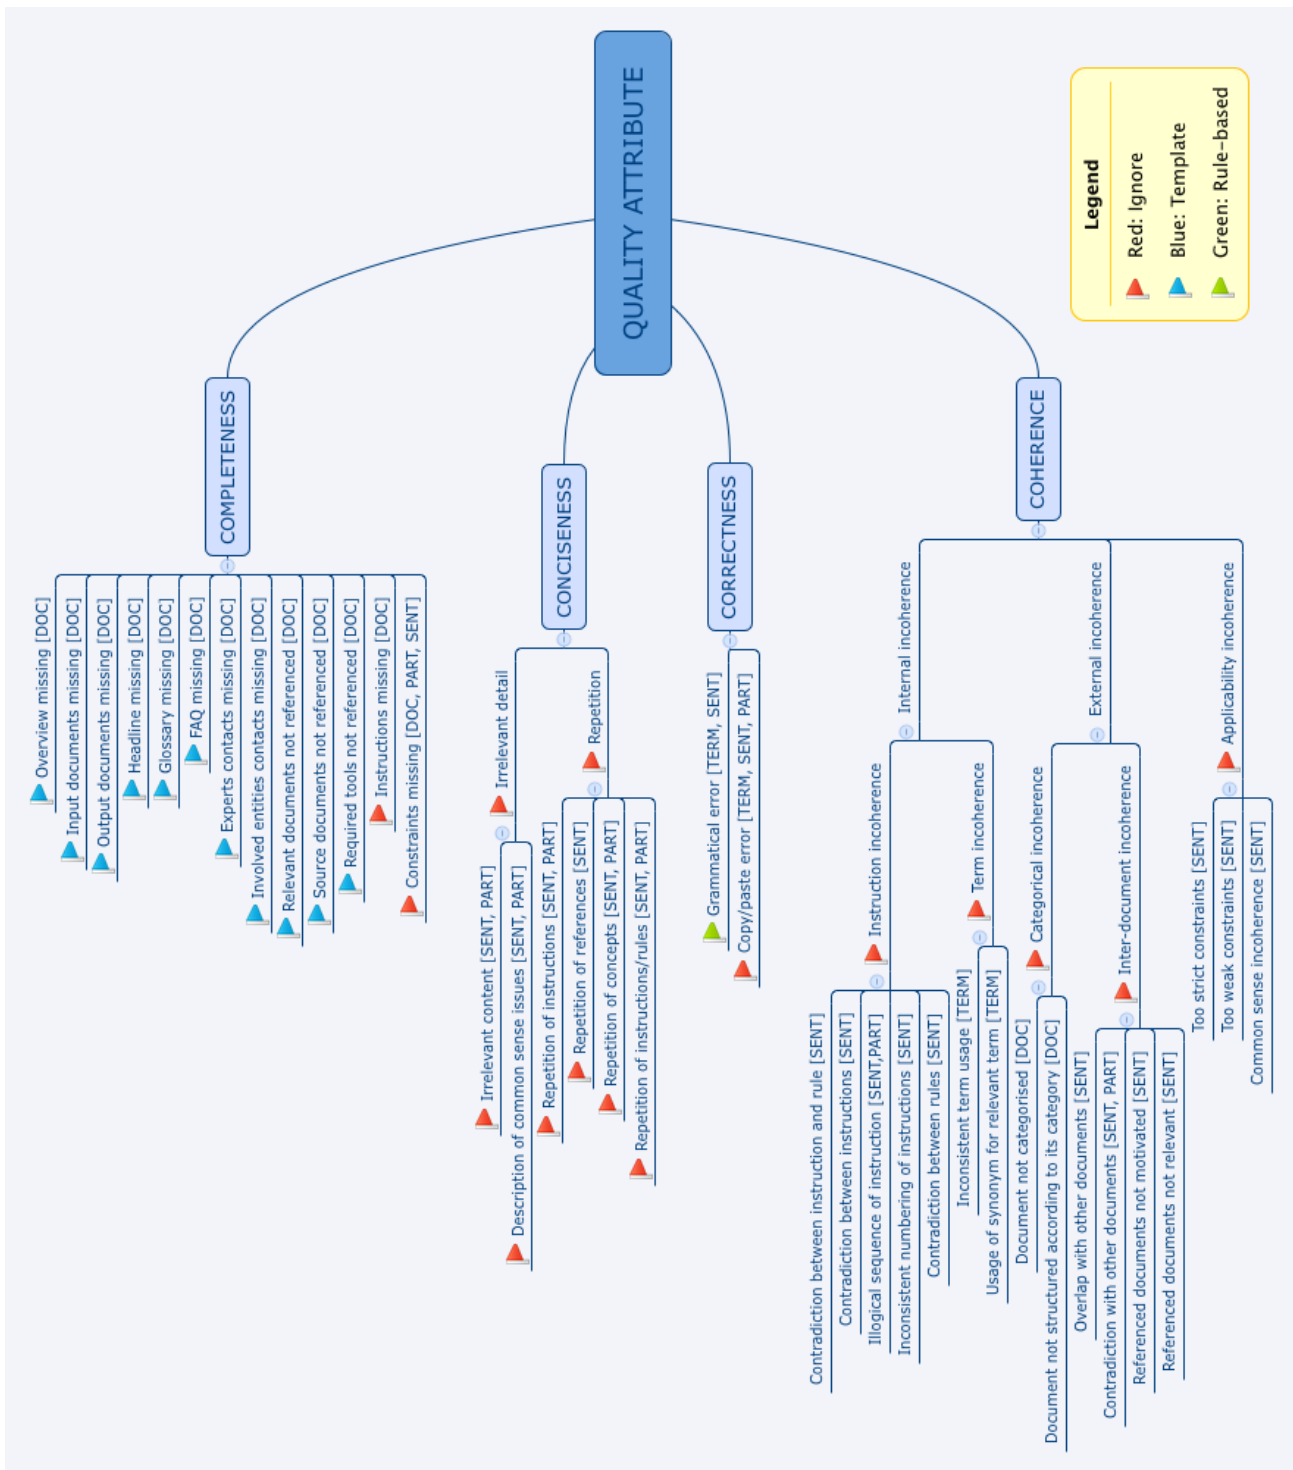 QUALITY ATTRIBUTE
COMPLETENESS
Overview missing [DOC]
Input documents missing [DOC]
Output documents missing [DOC]
Headline missing [DOC]
Glossary missing [DOC]
FAQ missing [DOC]
Experts contacts missing [DOC]
Involved entities contacts missing [DOC]
Relevant documents not referenced [DOC]
Source documents not referenced [DOC]
Required tools not referenced [DOC]
Instructions missing [DOC]
Constraints missing [DOC, PART, SENT]
CONCISENESS
Irrelevant detail
Irrelevant content [SENT, PART]
Description of common sense issues [SENT, PART]
Repetition
Repetition of instructions [SENT, PART]
Repetition of references [SENT]
Repetition of concepts [SENT, PART]
Repetition of instructions/rules [SENT, PART]
CORRECTNESS
Grammatical error [TERM, SENT]
Copy/paste error [TERM, SENT, PART]
COHERENCE
Internal incoherence
Instruction incoherence
Contradiction between instruction and rule [SENT]
Contradiction between instructions [SENT]
Illogical sequence of instruction [SENT,PART]
Inconsistent numbering of instructions [SENT]
Contradiction between rules [SENT]
Term incoherence
Inconsistent term usage [TERM]
Usage of synonym for relevant term [TERM]
External incoherence
Categorical incoherence
Document not categorised [DOC]
Document not structured according to its category [DOC]
Inter-document incoherence
Overlap with other documents [SENT]
Contradiction with other documents [SENT, PART]
Referenced documents not motivated [SENT]
Referenced documents not relevant [SENT]
Applicability incoherence
Too strict constraints [SENT]
Too weak constraints [SENT]
Common sense incoherence [SENT]
Legend
Red: Ignore
Blue: Template
Green: Rule-based